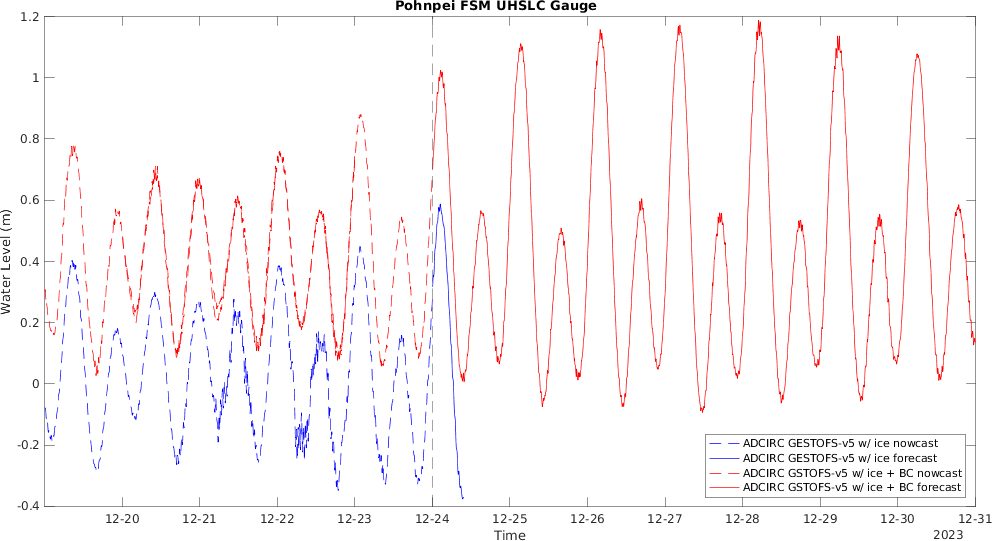 Pohnpei FSM UHSLC Gauge
1.2
1
0.8
0.6
0.4
0.2
0
-0.2
-0.4
Water Level (m)
ADCIRC GESTOFS-v5 w/ ice nowcast
ADCIRC GESTOFS-v5 w/ ice forecast
ADCIRC GSTOFS-v5 w/ ice + BC nowcast
ADCIRC GSTOFS-v5 w/ ice + BC forecast
12-20 12-21 12-22 12-23 12-24 12-25 12-26 12-27 12-28 12-29 12-30 12-31
Time 2023